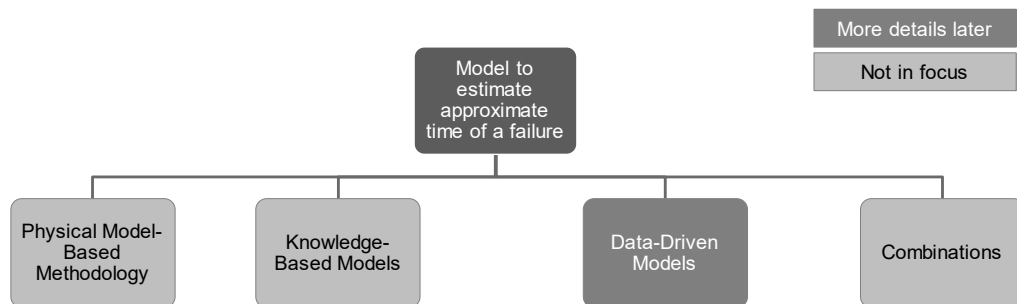 More details later
Not in focus
Model to
estimate
approximate
time of a failure
Physical Model-
Based
Methodology
Knowledge-
Based Models
Data-Driven
Models
Combinations